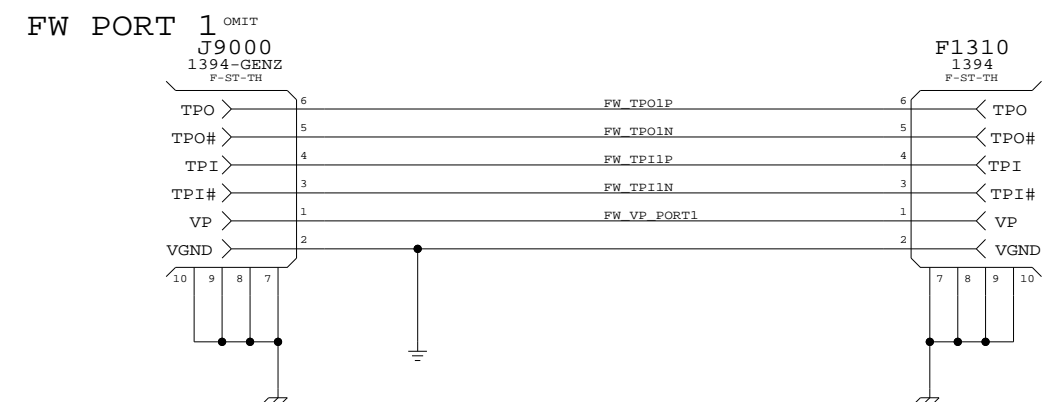 FW PORT 1 OMIT
J9000 F1310
1394-GENZ 1394
F-ST-TH F-ST-TH
TPO 6 FW_TPO1P 6 TPO
TPO# 5 FW_TPO1N 5 TPO#
TPI 4 FW_TPI1P 4 TPI
TPI# 3 FW_TPI1N 3 TPI#
VP 1 FW_VP_PORT1 1 VP
VGND 2 2 VGND
10 9 8 7 7 8 9 10